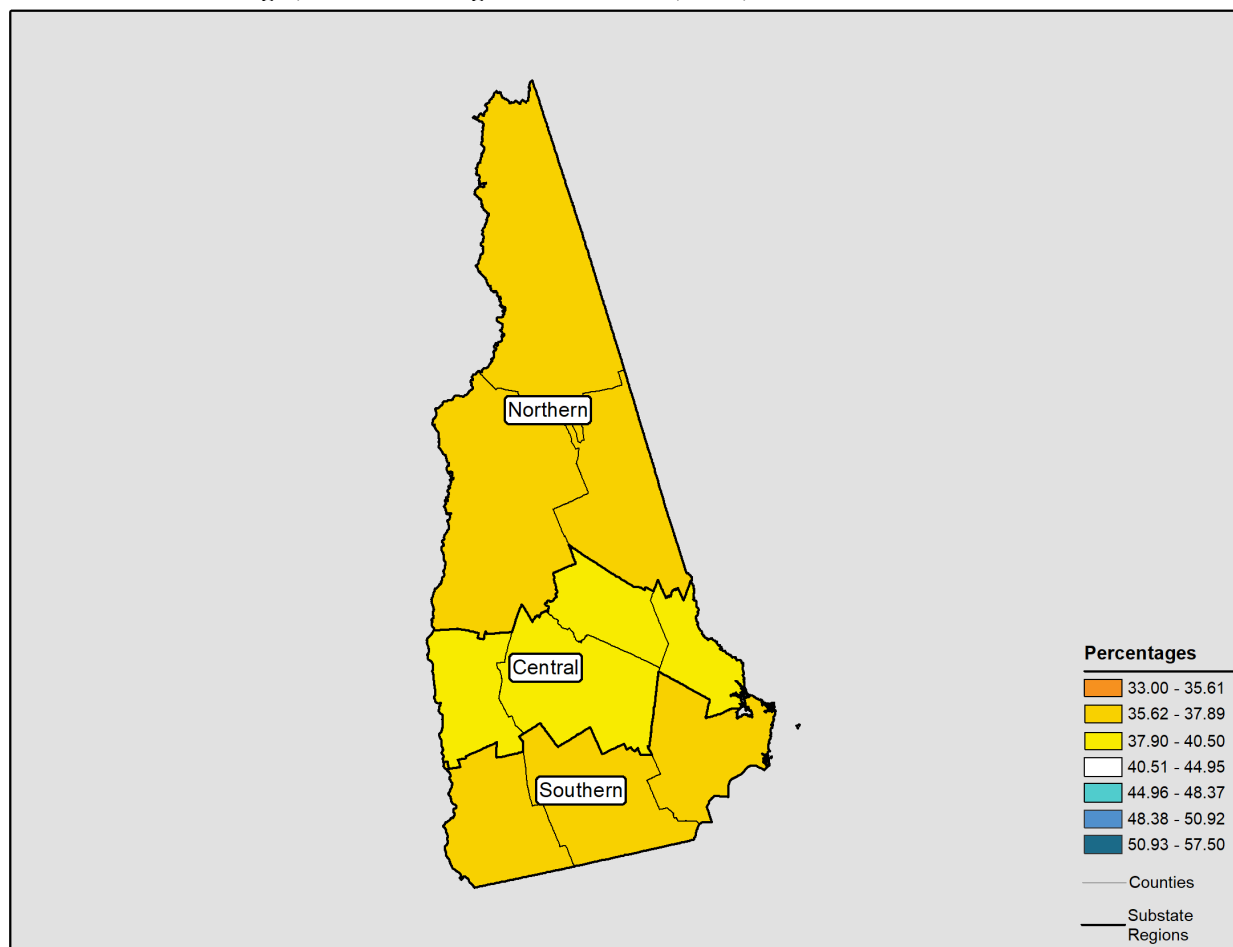 Northern
Central
Southern
Percentages
33.00 - 35.61
35.62 - 37.89
37.90 - 40.50
40.51 - 44.95
44.96 - 48.37
48.38 - 50.92
50.93 - 57.50
Counties
Substate
Regions